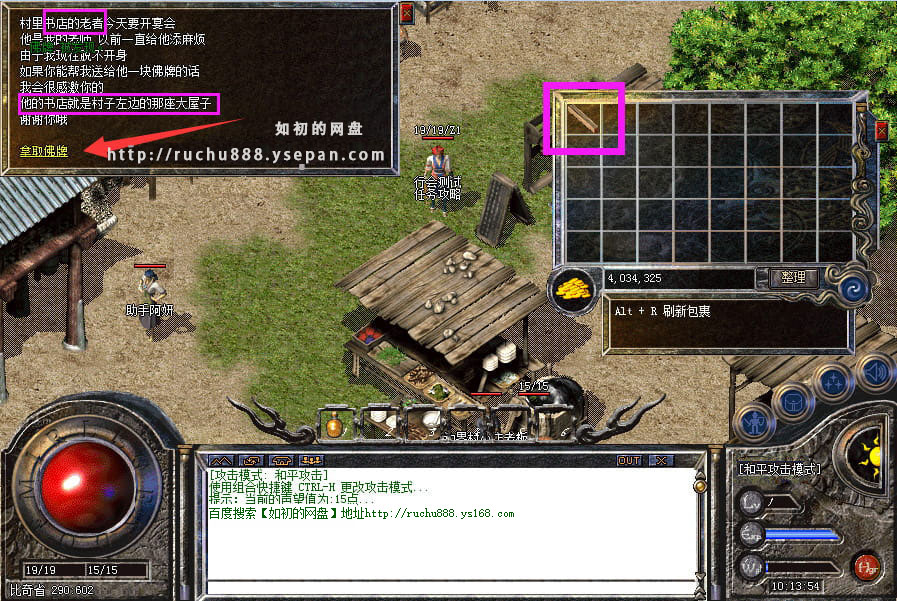 村里书店的老者今天要开宴会
他是我的老师 以前一直给他添麻烦
由于我现在脱不开身
如果你能帮我送给他一块佛牌的话
我会很感激你的
他的书店就是村子左边的那座大屋子
谢谢你哦
拿取佛牌
如初的网盘
http://ruchu888.ysepan.com
19/19/Z1
行会测试
任务攻略
助手阿妍
4,034,325
整理
Alt + R 刷新包裹
15/15
OUT
[攻击模式: 和平攻击]
使用组合快捷键 CTRL-H 更改攻击模式...
提示: 当前的声望值为:15点...
百度搜索【如初的网盘】地址http://ruchu888.ys168.com
[和平攻击模式]
Lv
Exp
W
Hgr
19/19
15/15
比奇省 290:602
10:13:54